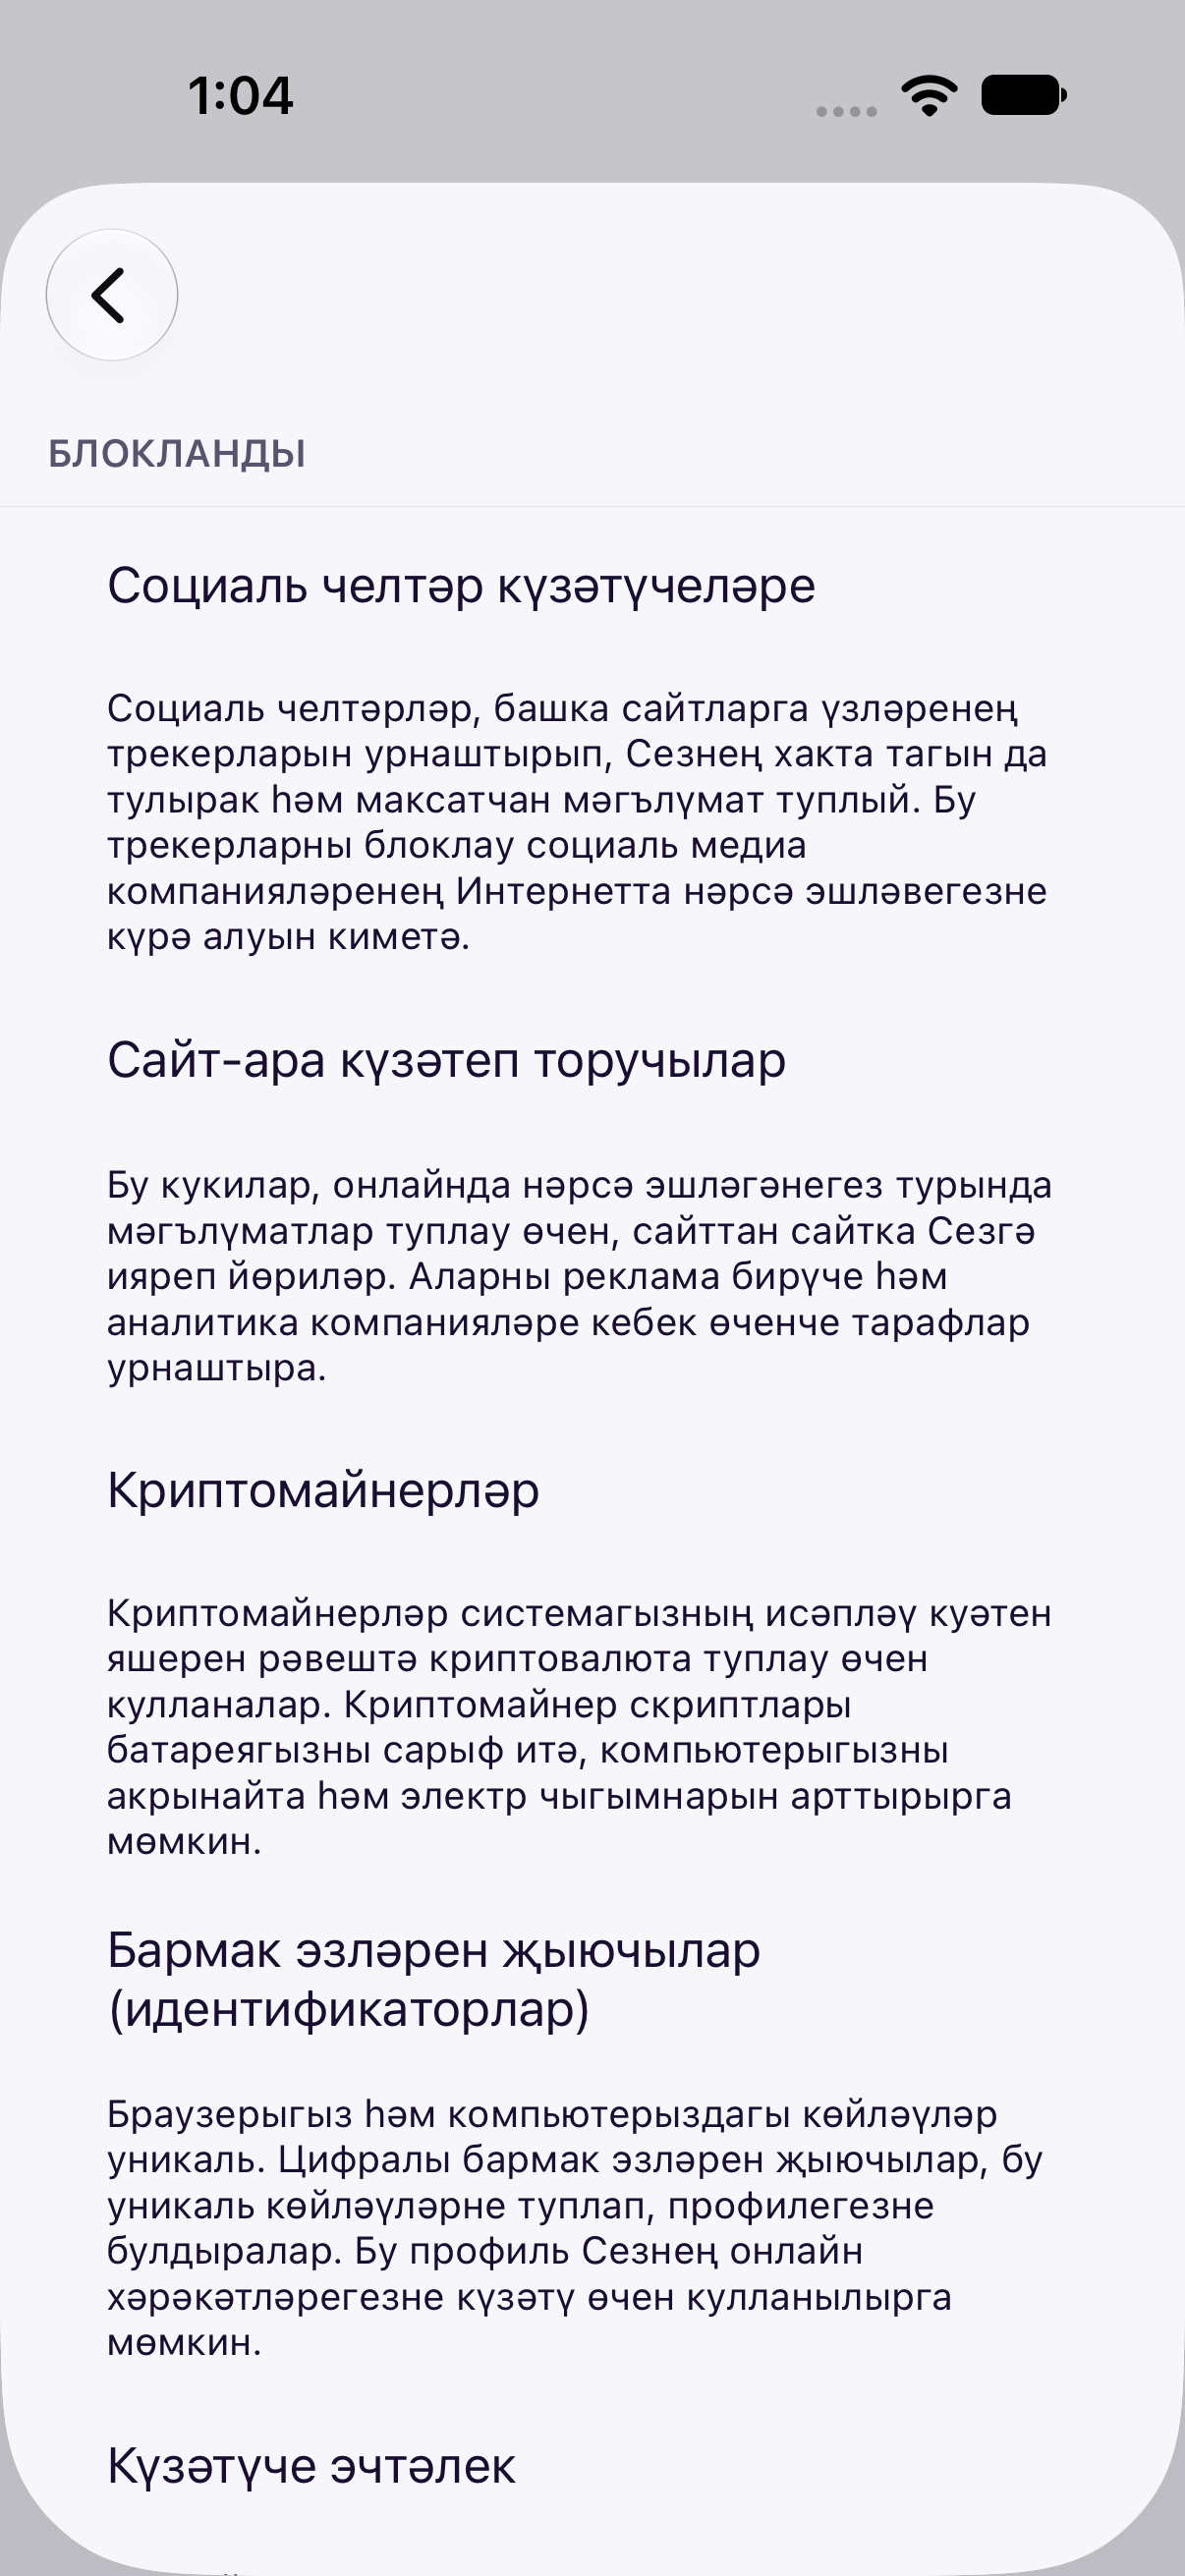 1:04
БЛОКЛАНДЫ
Социаль челтәр күзәтүчеләре
Социаль челтәрләр, башка сайтларга үзләренең
трекерларын урнаштырып, Сезнең хакта тагын да
тулырак һәм максатчан мәгълүмат туплый. Бу
трекерларны блоклау социаль медиа
компанияләренең Интернетта нәрсә эшләвегезне
күрә алуын киметә.
Сайт-ара күзәтеп торучылар
Бу кукилар, онлайнда нәрсә эшләгәнегез турында
мәгълүматлар туплау өчен, сайттан сайтка Сезгә
ияреп йөриләр. Аларны реклама бирүче һәм
аналитика компанияләре кебек өченче тарафлар
урнаштыра.
Криптомайнерләр
Криптомайнерләр системагызның исәпләү куәтен
яшерен рәвештә криптовалюта туплау өчен
кулланалар. Криптомайнер скриптлары
батареягызны сарыф итә, компьютерыгызны
акрынайта һәм электр чыгымнарын арттырырга
мөмкин.
Бармак эзләрен җыючылар
(идентификаторлар)
Браузерыгыз һәм компьютерыздагы көйләүләр
уникаль. Цифралы бармак эзләрен җыючылар, бу
уникаль көйләүләрне туплап, профилегезне
булдыралар. Бу профиль Сезнең онлайн
хәрәкәтләрегезне күзәтү өчен кулланылырга
мөмкин.
Күзәтүче эчтәлек